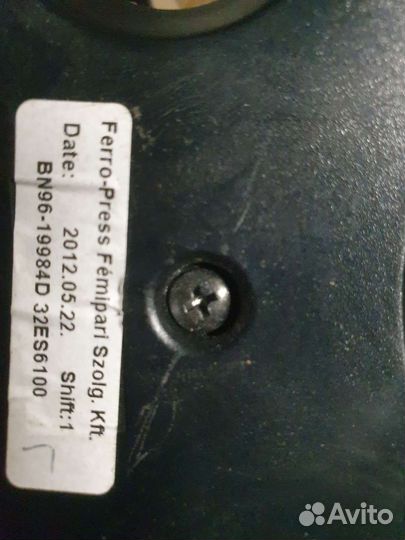 Ferro-Press Fémipari Szolg. Kft.
Date: 2012.05.22. Shift:1
BN96-19984D 32ES6100
Avito